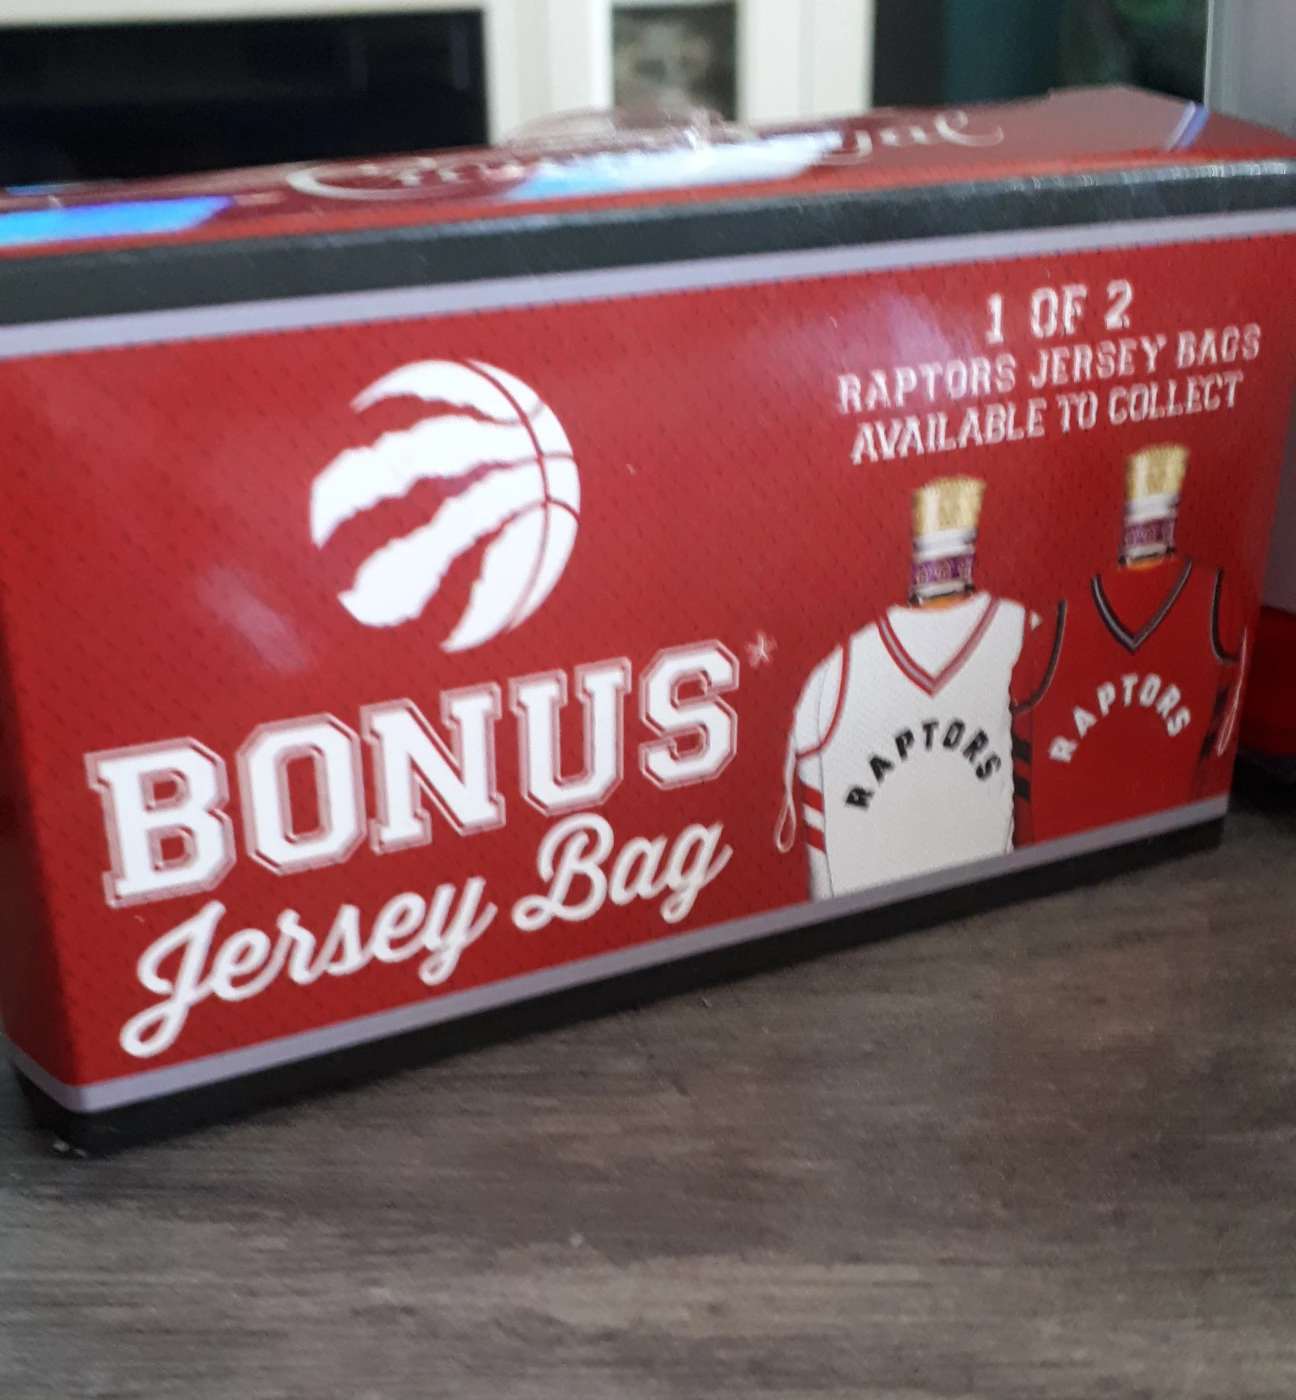 1 OF 2
RAPTORS JERSEY BAGS
AVAILABLE TO COLLECT
BONUS*
Jersey Bag
RAPTORS
RAPTORS